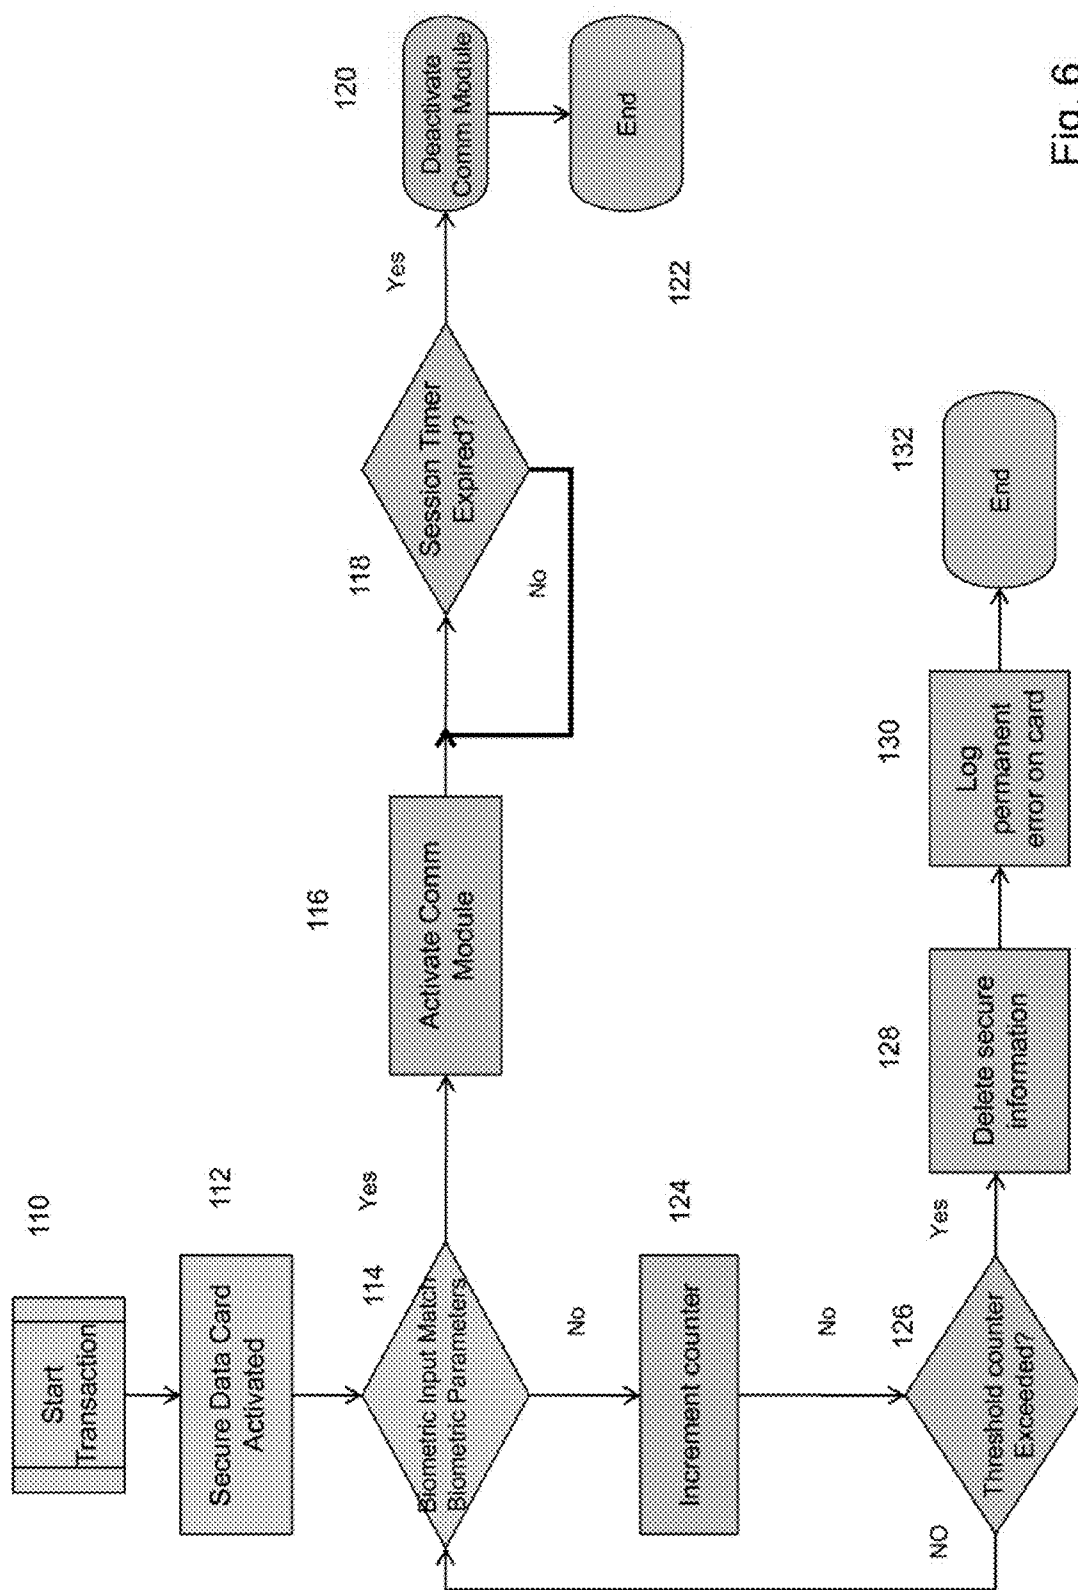 110
Start
Transaction
112
Secure Data Card
Activated
114
Biometric Input Match
Biometric Parameters
Yes
116
Activate Comm
Module
118
Session Timer
Expired?
No
Yes
120
Deactivate
Comm Module
End
122
No
124
Increment counter
No
126
Threshold counter
Exceeded?
NO
Yes
128
Delete secure
information
130
Log
permanent
error on card
132
End
Fig. 6